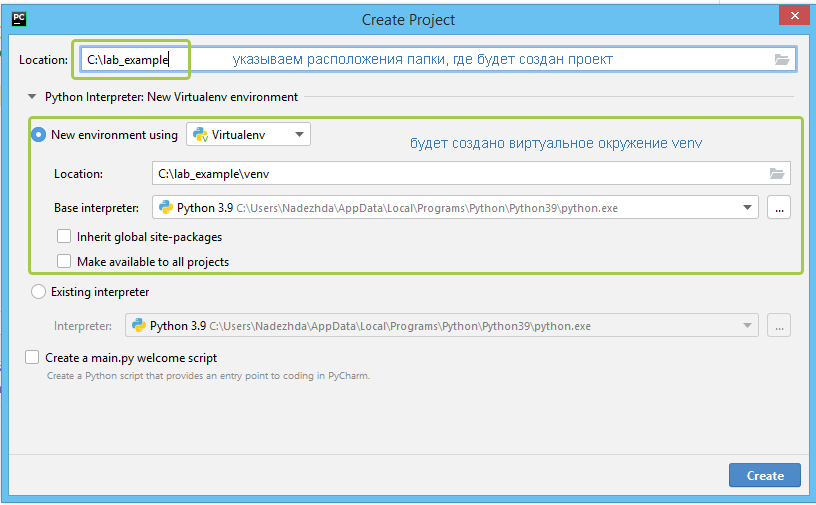 PC
Create Project
Location: C:\lab_example указываем расположения папки, где будет создан проект
Python Interpreter: New Virtualenv environment
New environment using Virtualenv
будет создано виртуальное окружение venv
Location: C:\lab_example\venv
Base interpreter: Python 3.9 C:\Users\Nadezhda\AppData\Local\Programs\Python\Python39\python.exe ...
Inherit global site-packages
Make available to all projects
Existing interpreter
Interpreter: Python 3.9 C:\Users\Nadezhda\AppData\Local\Programs\Python\Python39\python.exe ...
Create a main.py welcome script
Create a Python script that provides an entry point to coding in PyCharm.
Create